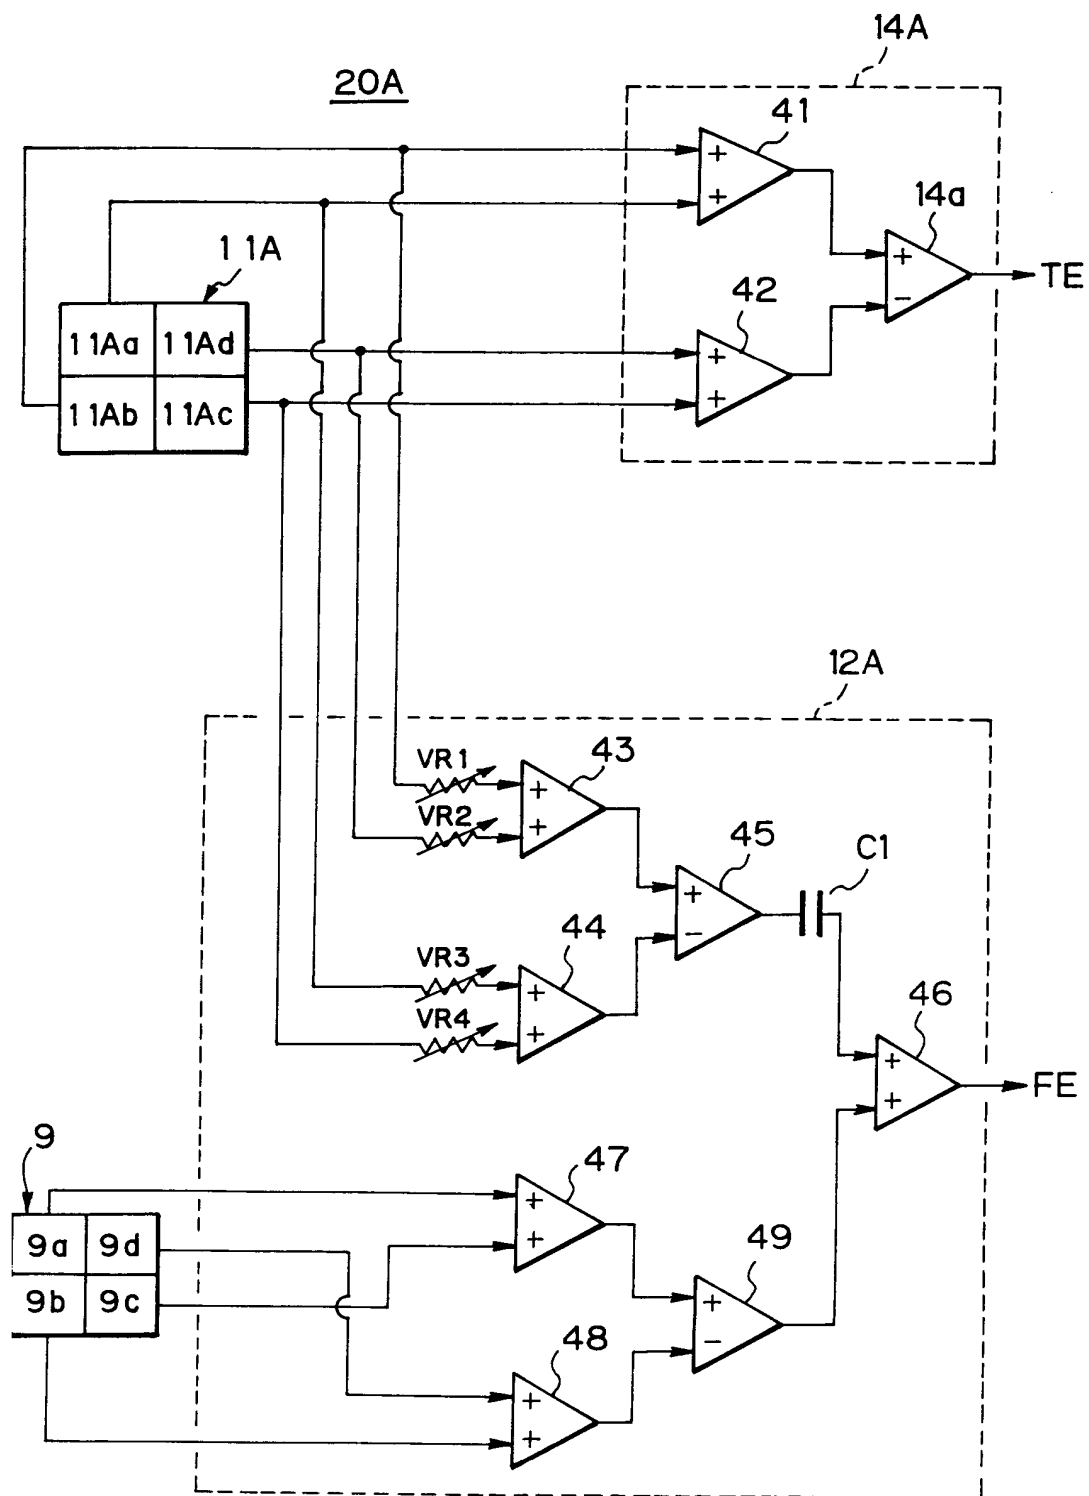 14A
20A
41
+
+
14a
11A
+
−
TE
42
11Aa 11Ad
11Ab 11Ac
+
+
12A
VR1
43
+
VR2
+
45
C1
+
−
VR3
44
+
VR4
+
46
+
+
FE
9
47
+
9a 9d
+
49
9b 9c
+
−
48
+
+